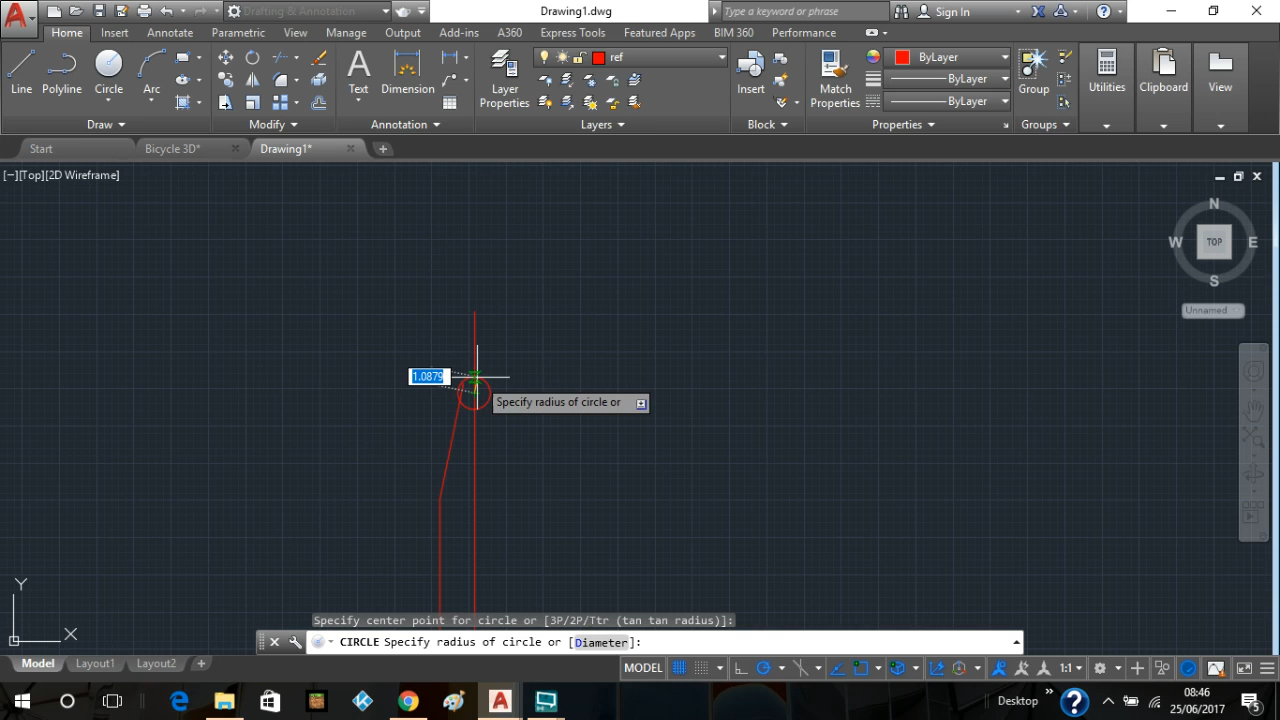 Drafting & Annotation
Drawing1.dwg
Type a keyword or phrase
Sign In
Home Insert Annotate Parametric View Manage Output Add-ins A360 Express Tools Featured Apps BIM 360 Performance
Line
Polyline
Circle
Arc
Text
Dimension
Layer
Properties
ref
Insert
Match
Properties
ByLayer
ByLayer
ByLayer
Group
Utilities
Clipboard
View
Draw Modify Annotation Layers Block Properties Groups
Start Bicycle 3D* Drawing1*
[−][Top][2D Wireframe]
N
W TOP E
S
Unnamed
1.0879
Specify radius of circle or
Y
X
Specify center point for circle or [3P/2P/Ttr (tan tan radius)]:
CIRCLE Specify radius of circle or [Diameter]:
Model Layout1 Layout2
MODEL
1:1
Desktop
08:46
25/06/2017
5